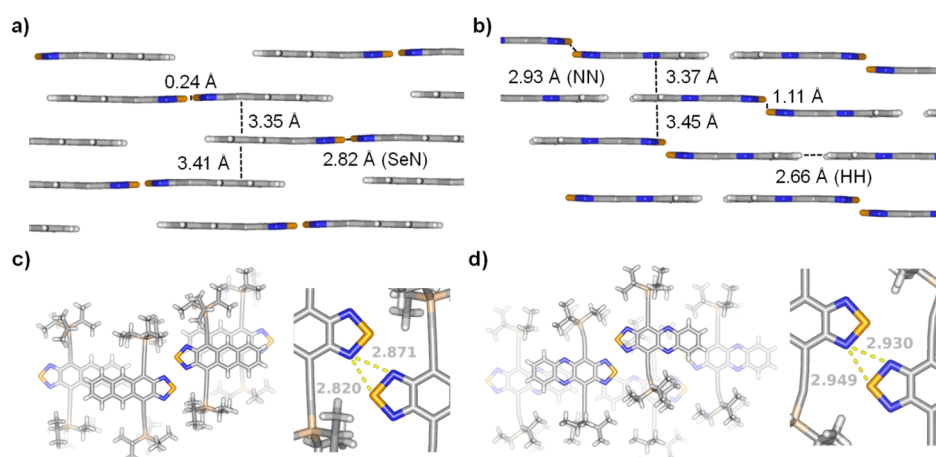 a)
0.24 Å
3.35 Å
3.41 Å
2.82 Å (SeN)
b)
2.93 Å (NN)
3.37 Å
1.11 Å
3.45 Å
2.66 Å (HH)
c)
2.871
2.820
d)
2.930
2.949